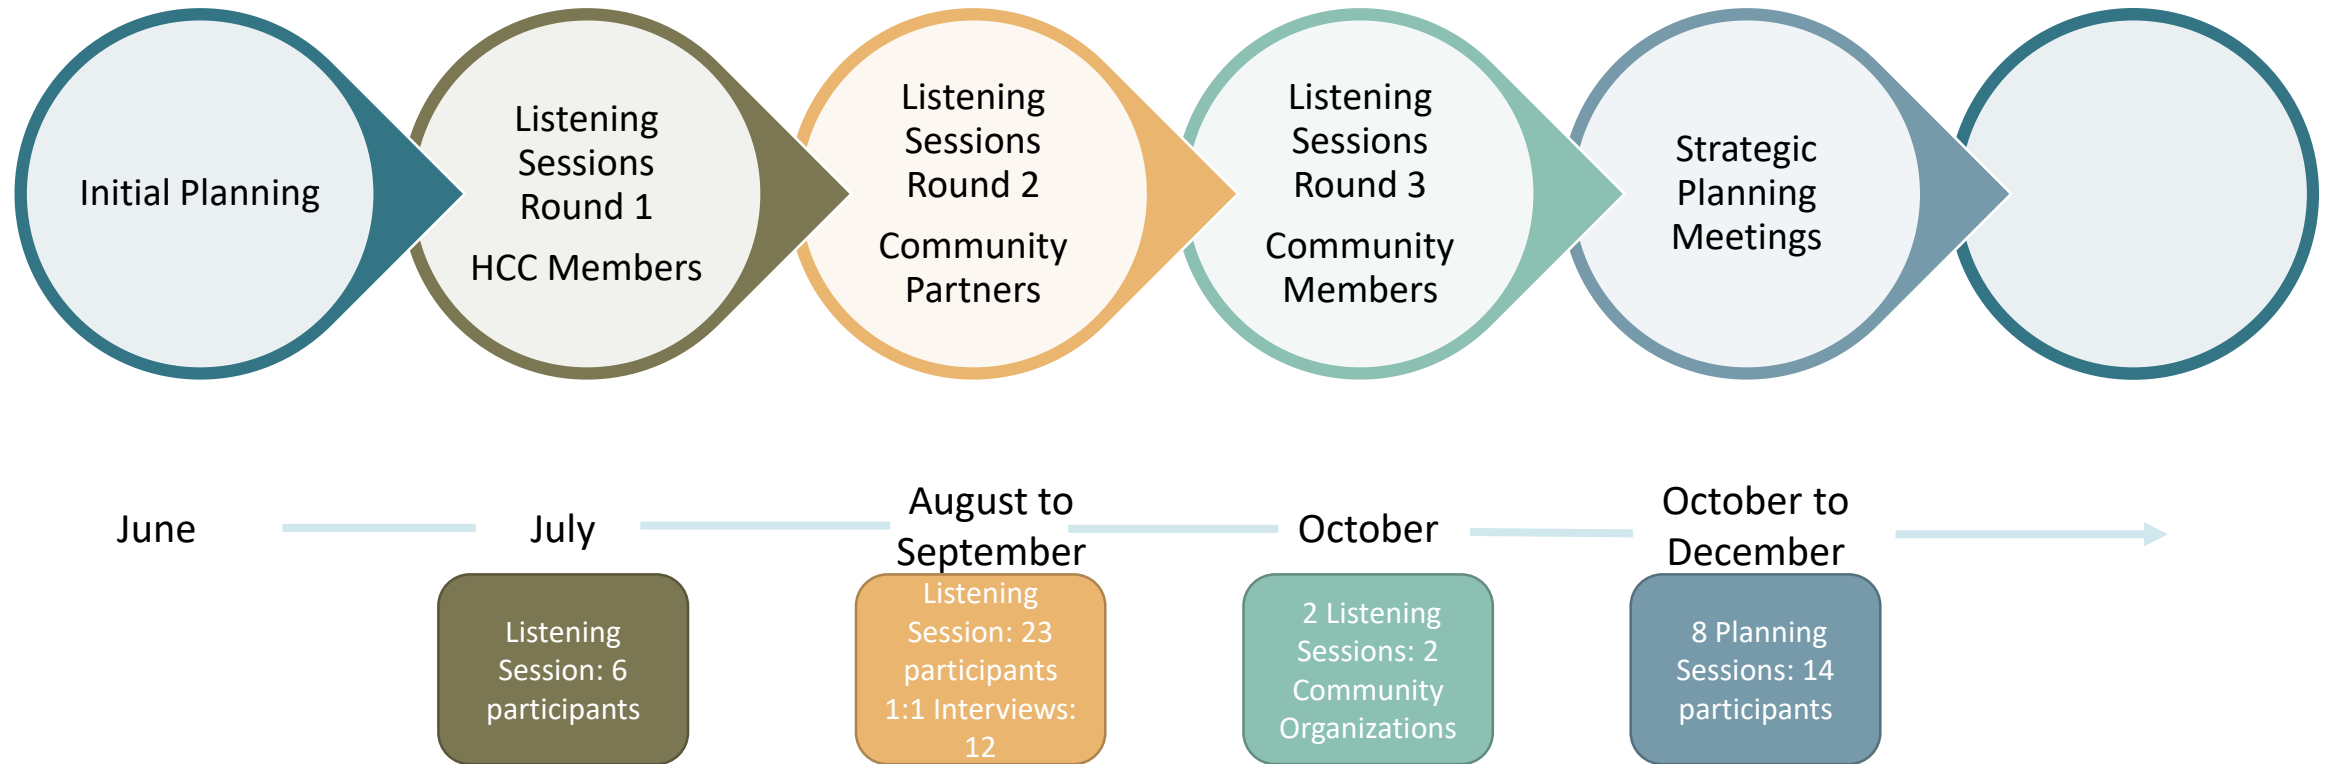 Initial Planning
Listening
Sessions
Round 1
HCC Members
Listening
Sessions
Round 2
Community
Partners
Listening
Sessions
Round 3
Community
Members
Strategic
Planning
Meetings
June
July
August to
September
October
October to
December
Listening
Session: 6
participants
Listening
Session: 23
participants
1:1 Interviews:
12
2 Listening
Sessions: 2
Community
Organizations
8 Planning
Sessions: 14
participants